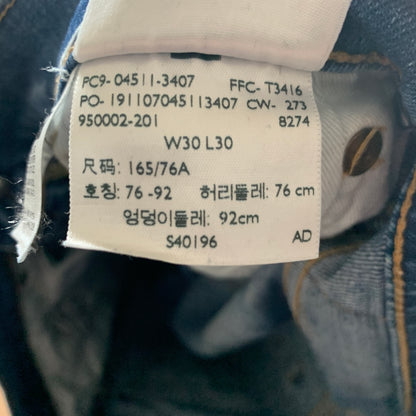 PC9- 04511-3407 FFC- T3416
PO- 191107045113407 CW- 273
950002-201 8274
W30 L30
尺码: 165/76A
호칭: 76 -92 허리둘레: 76 cm
엉덩이둘레: 92cm
S40196 AD